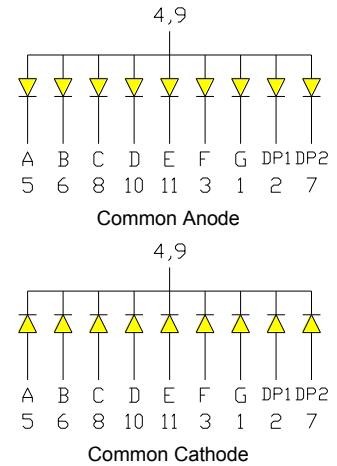 4,9
A B C D E F G DP1 DP2
5 6 8 10 11 3 1 2 7
Common Anode
4,9
A B C D E F G DP1 DP2
5 6 8 10 11 3 1 2 7
Common Cathode